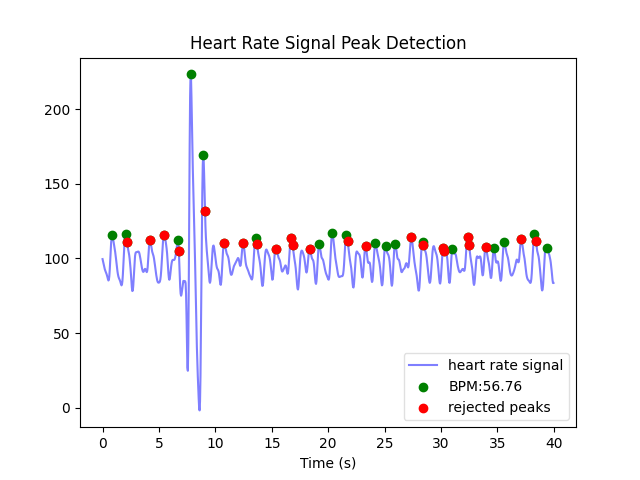 Heart Rate Signal Peak Detection
200
150
100
50
0
heart rate signal
BPM:56.76
rejected peaks
0 5 10 15 20 25 30 35 40
Time (s)